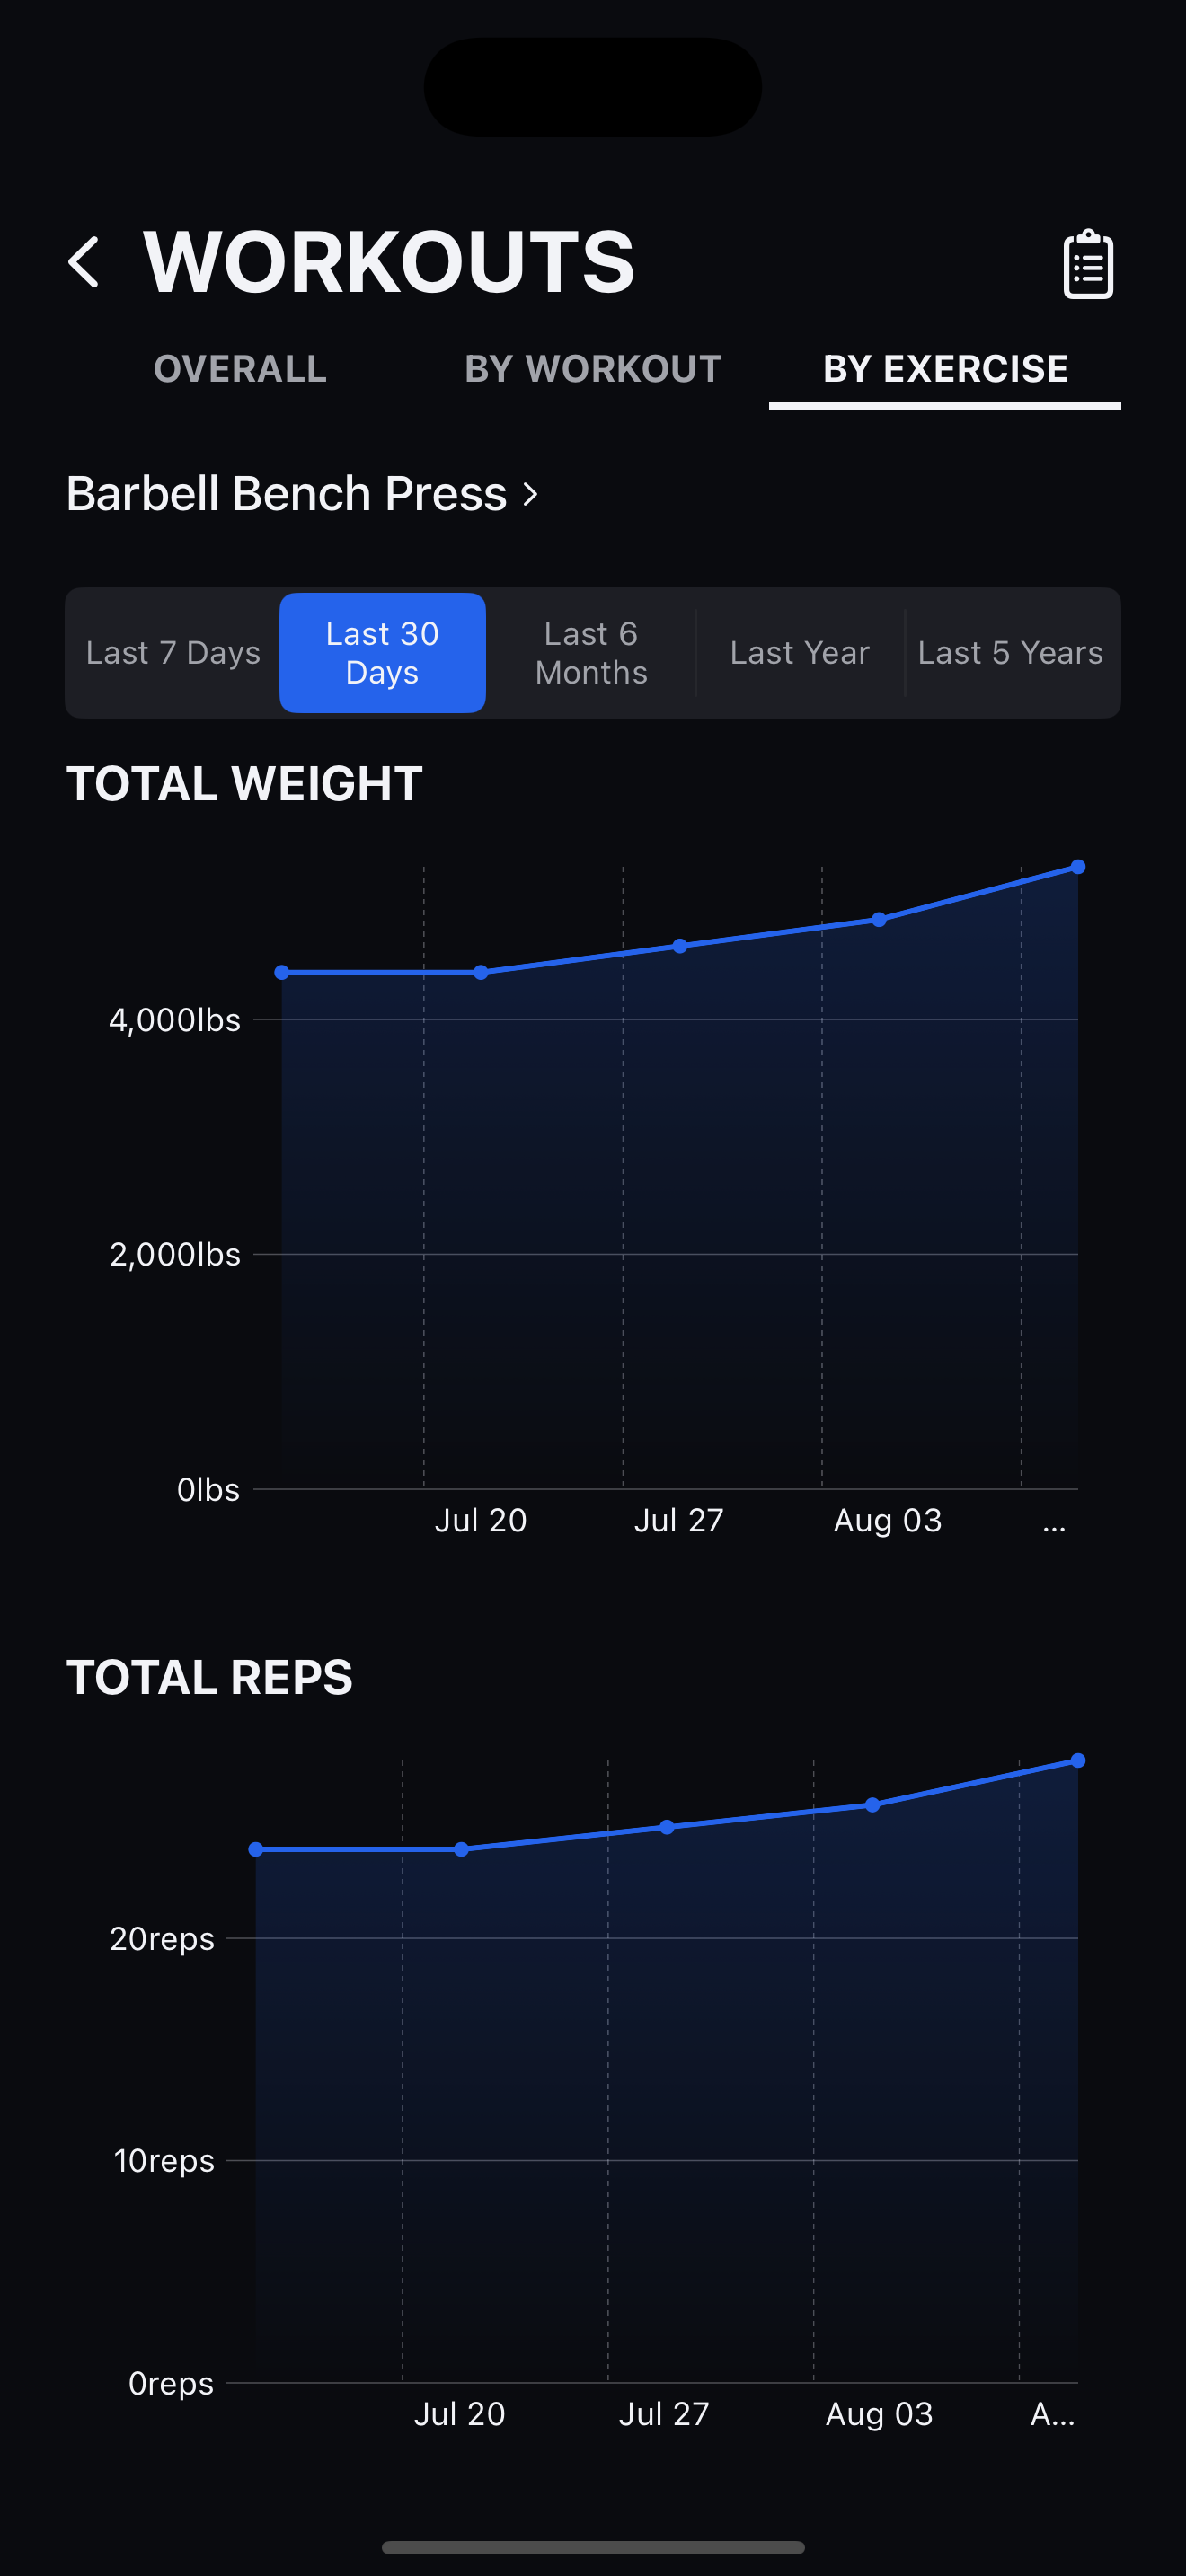 WORKOUTS
OVERALL
BY WORKOUT
BY EXERCISE
Barbell Bench Press
Last 7 Days
Last 30
Days
Last 6
Months
Last Year
Last 5 Years
TOTAL WEIGHT
4,000lbs
2,000lbs
0lbs
Jul 20
Jul 27
Aug 03
...
TOTAL REPS
20reps
10reps
0reps
Jul 20
Jul 27
Aug 03
A...